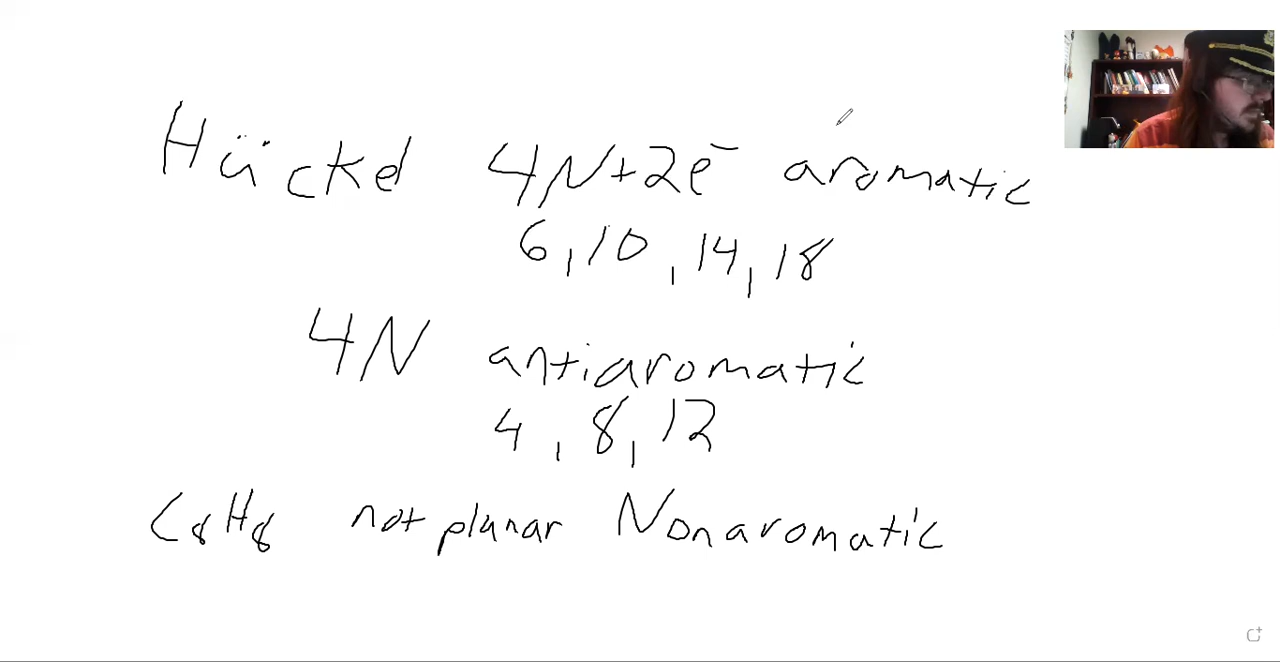 Hückel 4N+2e⁻ aromatic
6, 10, 14, 18
4N antiaromatic
4, 8, 12
C₈H₈ not planar Nonaromatic